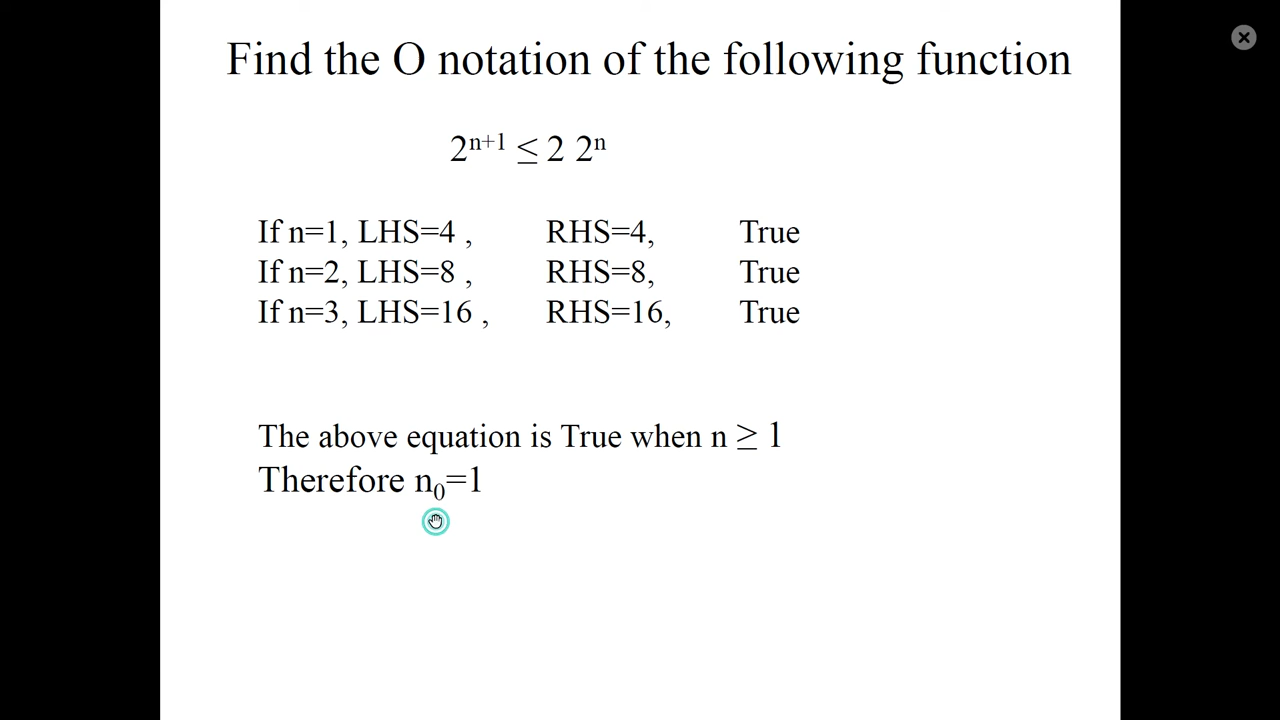 Find the O notation of the following function
2ⁿ⁺¹ ≤ 2 2ⁿ
If n=1, LHS=4 , RHS=4, True
If n=2, LHS=8 , RHS=8, True
If n=3, LHS=16 , RHS=16, True
The above equation is True when n ≥ 1
Therefore n₀=1